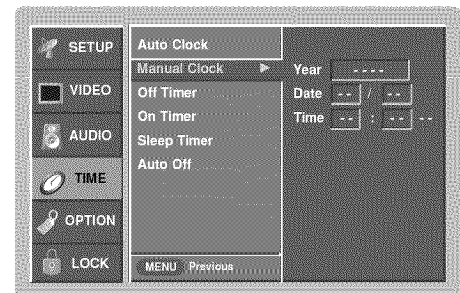 SETUP
VIDEO
AUDIO
TIME
OPTION
LOCK
Auto Clock
Manual Clock ►
Off Timer
On Timer
Sleep Timer
Auto Off
MENU Previous
Year - - - -
Date - - / - -
Time - - : - - - -